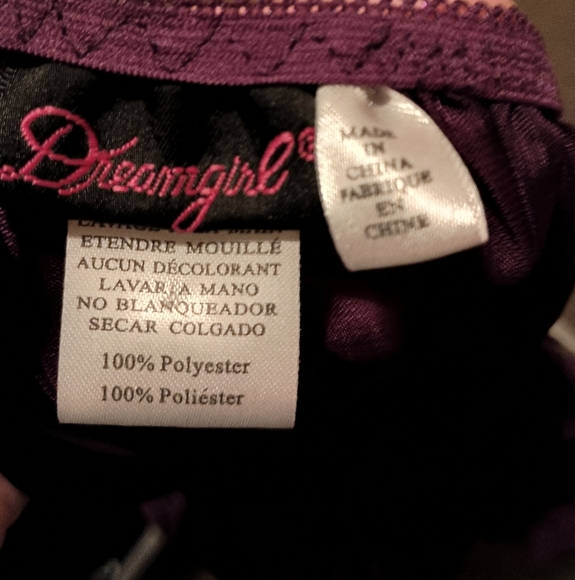 Dreamgirl®
MADE
IN
CHINA
FABRIQUE
EN
CHINE
ETENDRE MOUILLÉ
AUCUN DÉCOLORANT
LAVAR A MANO
NO BLANQUEADOR
SECAR COLGADO
100% Polyester
100% Poliéster